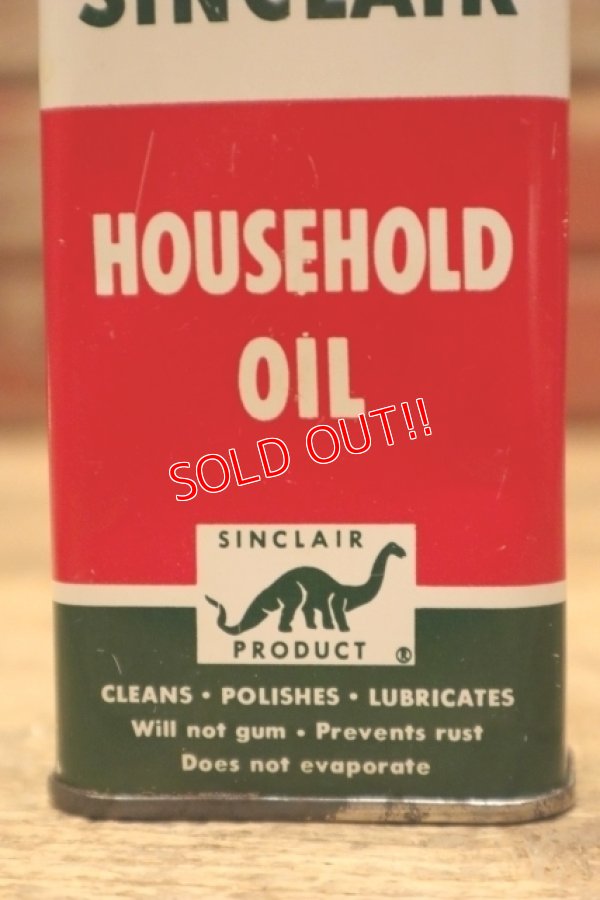 SINCLAIR
HOUSEHOLD
OIL
SOLD OUT!!
SINCLAIR
PRODUCT ®
CLEANS • POLISHES • LUBRICATES
Will not gum • Prevents rust
Does not evaporate